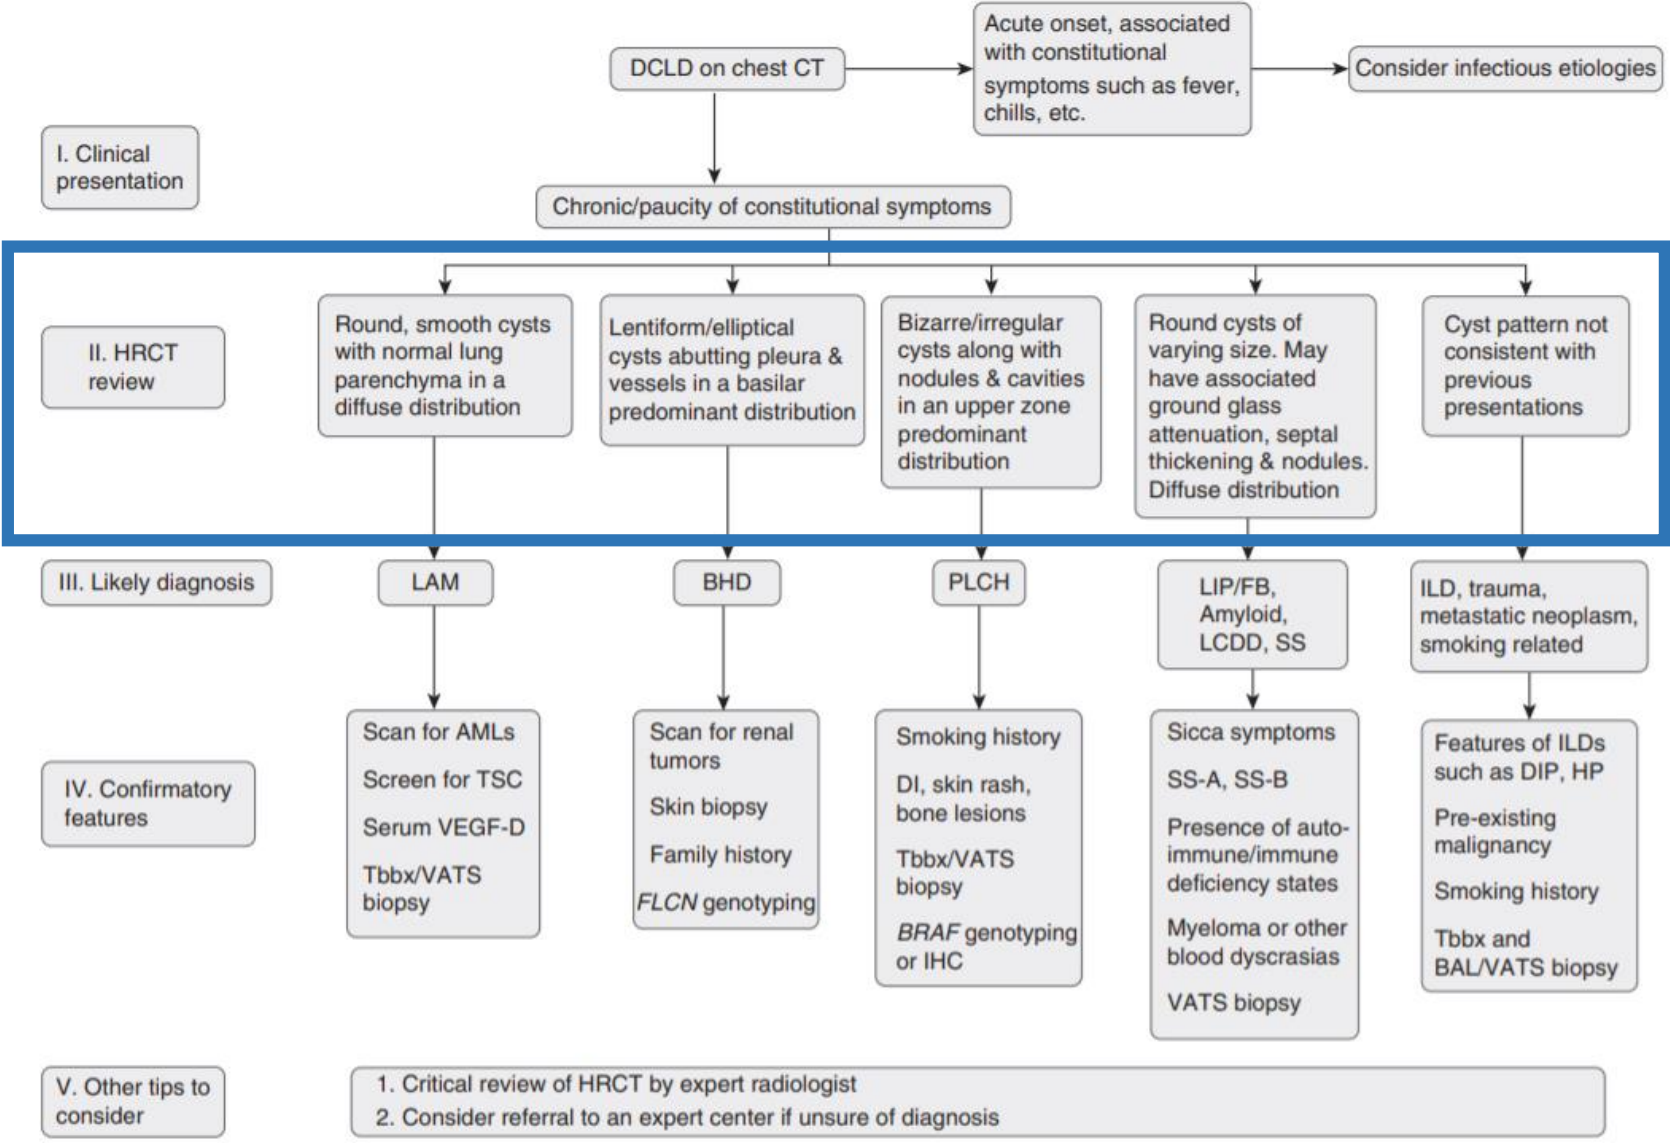 DCLD on chest CT
Acute onset, associated
with constitutional
symptoms such as fever,
chills, etc.
Consider infectious etiologies
I. Clinical
presentation
Chronic/paucity of constitutional symptoms
II. HRCT
review
Round, smooth cysts
with normal lung
parenchyma in a
diffuse distribution
Lentiform/elliptical
cysts abutting pleura &
vessels in a basilar
predominant distribution
Bizarre/irregular
cysts along with
nodules & cavities
in an upper zone
predominant
distribution
Round cysts of
varying size. May
have associated
ground glass
attenuation, septal
thickening & nodules.
Diffuse distribution
Cyst pattern not
consistent with
previous
presentations
III. Likely diagnosis
LAM
BHD
PLCH
LIP/FB,
Amyloid,
LCDD, SS
ILD, trauma,
metastatic neoplasm,
smoking related
IV. Confirmatory
features
Scan for AMLs
Screen for TSC
Serum VEGF-D
Tbbx/VATS
biopsy
Scan for renal
tumors
Skin biopsy
Family history
FLCN genotyping
Smoking history
DI, skin rash,
bone lesions
Tbbx/VATS
biopsy
BRAF genotyping
or IHC
Sicca symptoms
SS-A, SS-B
Presence of auto-
immune/immune
deficiency states
Myeloma or other
blood dyscrasias
VATS biopsy
Features of ILDs
such as DIP, HP
Pre-existing
malignancy
Smoking history
Tbbx and
BAL/VATS biopsy
V. Other tips to
consider
1. Critical review of HRCT by expert radiologist
2. Consider referral to an expert center if unsure of diagnosis